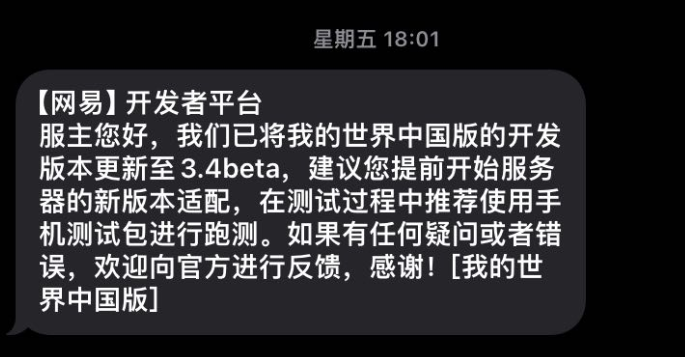 星期五 18:01
【网易】开发者平台
服主您好，我们已将我的世界中国版的开发
版本更新至3.4beta，建议您提前开始服务
器的新版本适配，在测试过程中推荐使用手
机测试包进行跑测。如果有任何疑问或者错
误，欢迎向官方进行反馈，感谢！[我的世
界中国版]